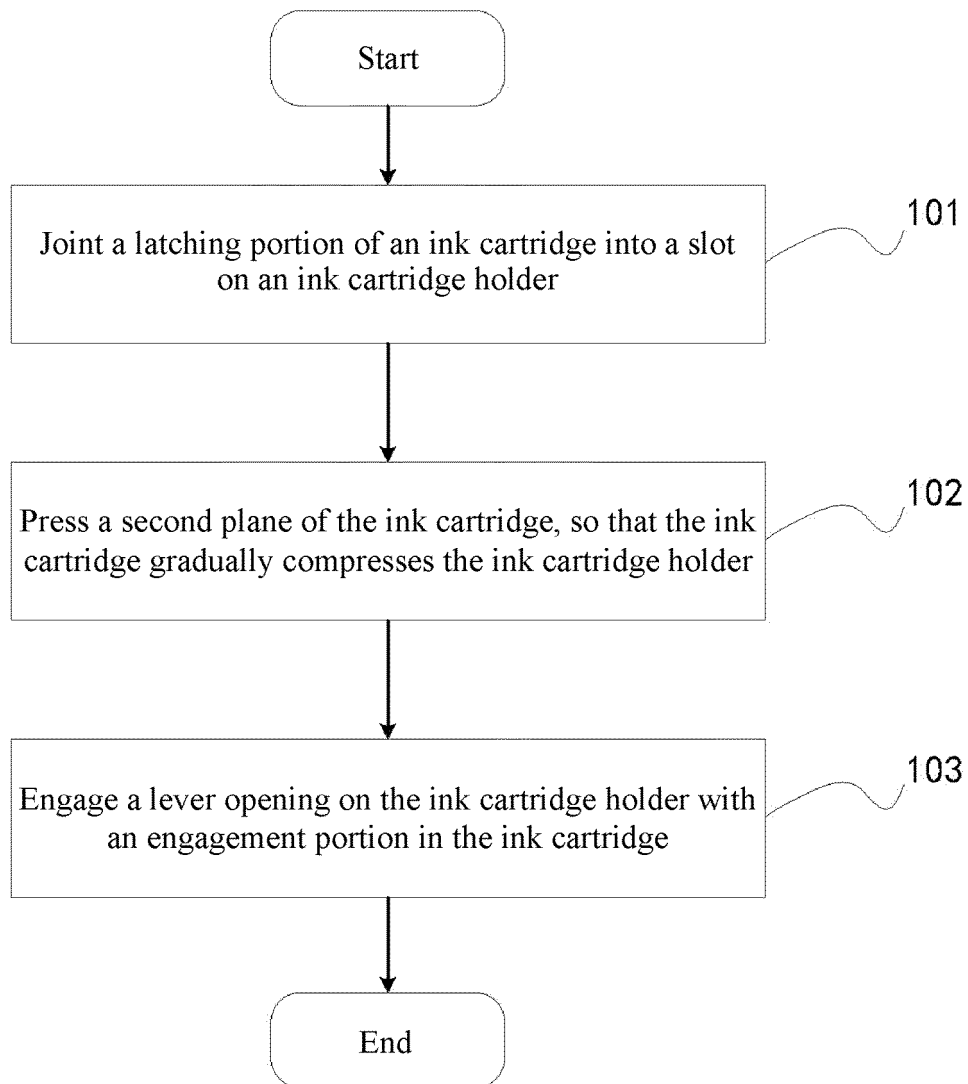 Start
101
Joint a latching portion of an ink cartridge into a slot
on an ink cartridge holder
102
Press a second plane of the ink cartridge, so that the ink
cartridge gradually compresses the ink cartridge holder
103
Engage a lever opening on the ink cartridge holder with
an engagement portion in the ink cartridge
End